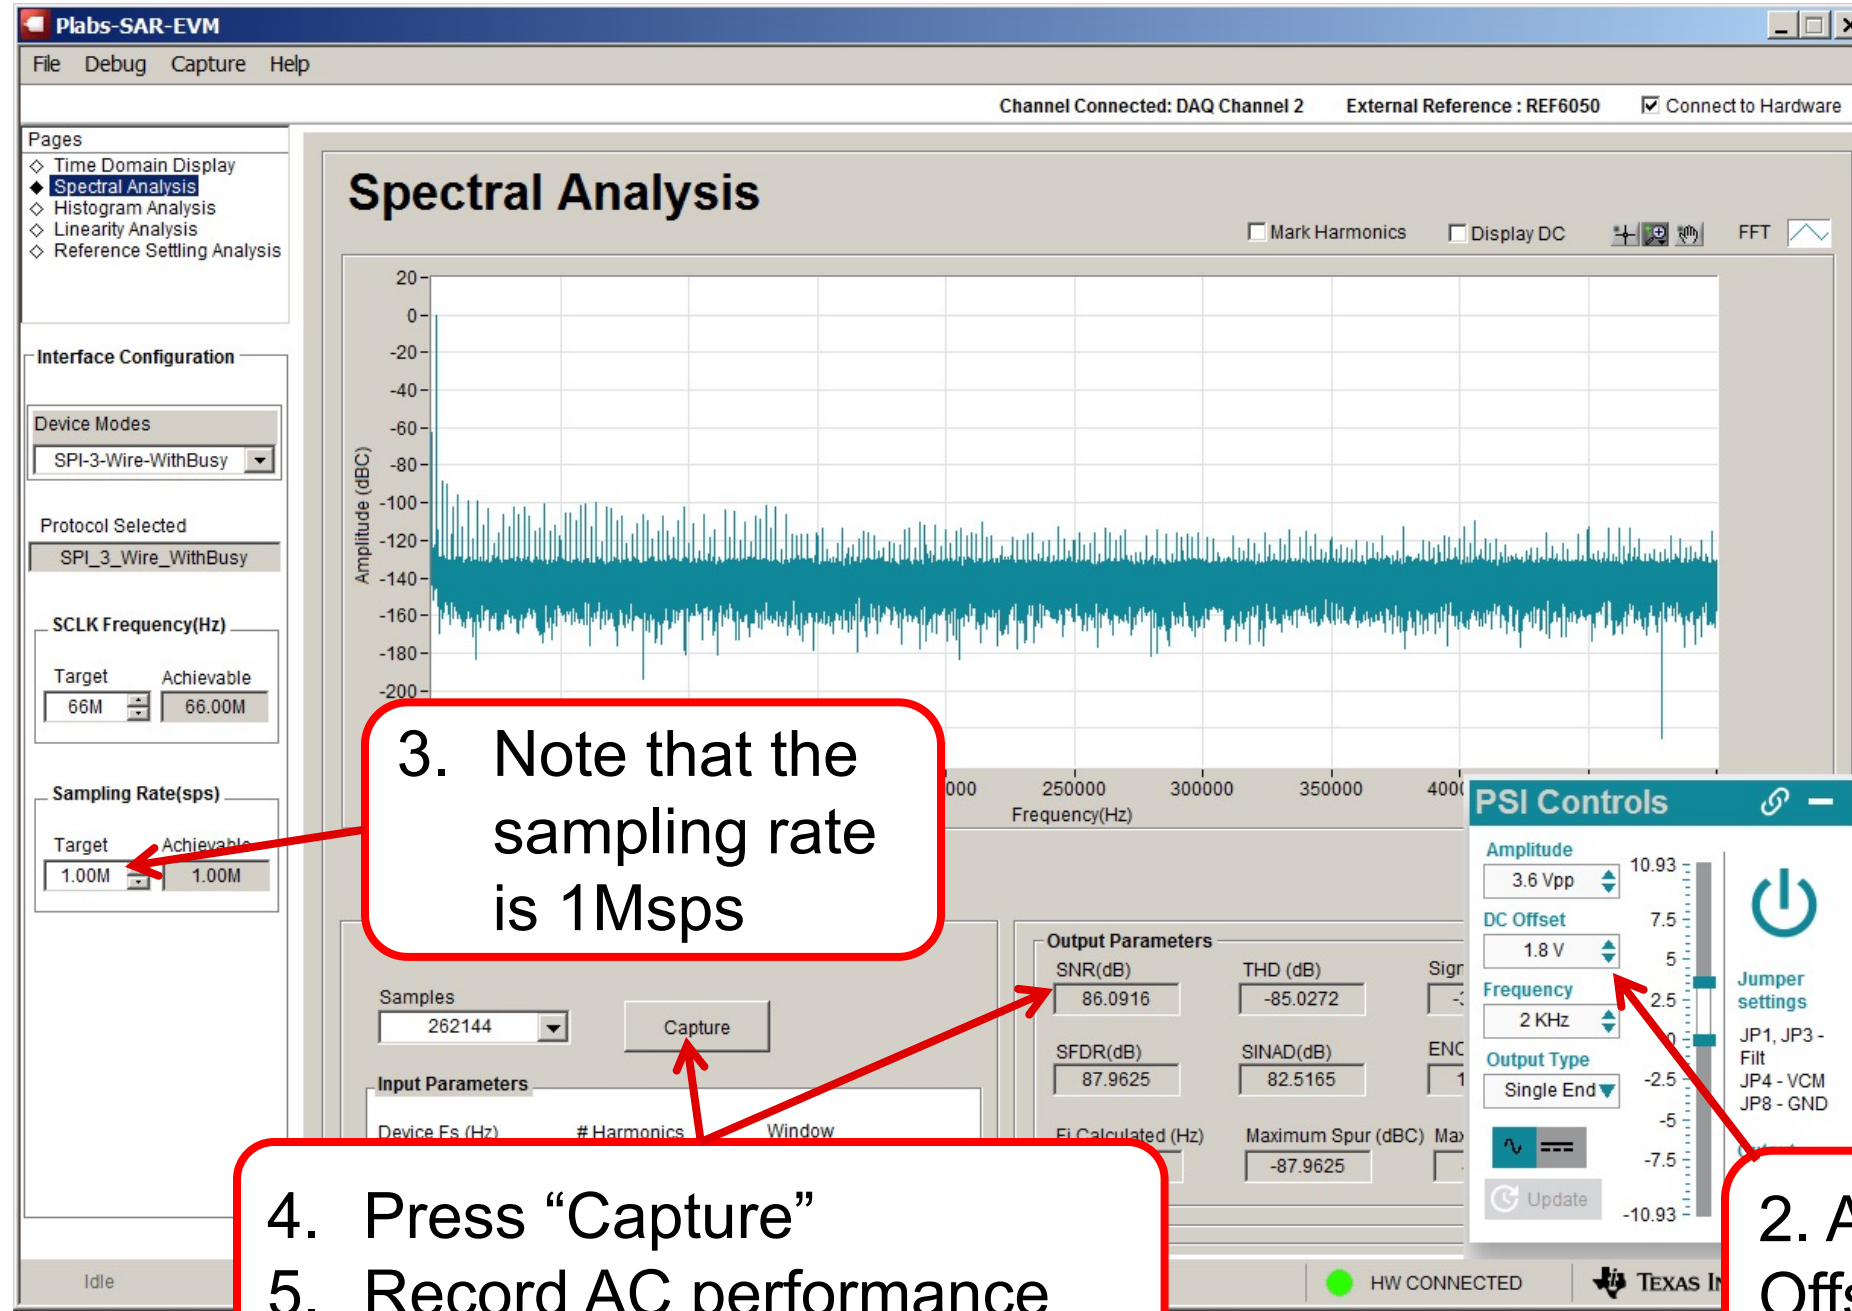 Plabs-SAR-EVM
File Debug Capture Help
Channel Connected: DAQ Channel 2 External Reference : REF6050 Connect to Hardware
Pages
Time Domain Display
Spectral Analysis
Histogram Analysis
Linearity Analysis
Reference Settling Analysis
Spectral Analysis
Mark Harmonics Display DC FFT
20
0
-20
-40
-60
-80
-100
-120
-140
-160
-180
-200
Amplitude (dBC)
250000 300000 350000
Frequency(Hz)
Interface Configuration
Device Modes
SPI-3-Wire-WithBusy
Protocol Selected
SPI_3_Wire_WithBusy
SCLK Frequency(Hz)
Target Achievable
66M 66.00M
Sampling Rate(sps)
Target Achievable
1.00M 1.00M
Idle
3. Note that the
sampling rate
is 1Msps
Samples
262144
Capture
Input Parameters
Device Fs (Hz) # Harmonics Window
Output Parameters
SNR(dB) THD (dB)
86.0916 -85.0272
SFDR(dB) SINAD(dB)
87.9625 82.5165
Fi Calculated (Hz) Maximum Spur (dBC)
-87.9625
PSI Controls
Amplitude
3.6 Vpp
DC Offset
1.8 V
Frequency
2 KHz
Output Type
Single End
Update
10.93
7.5
5
2.5
0
-2.5
-5
-7.5
-10.93
Jumper
settings
JP1, JP3 -
Filt
JP4 - VCM
JP8 - GND
4. Press “Capture”
5. Record AC performance
2.
HW CONNECTED
TEXAS